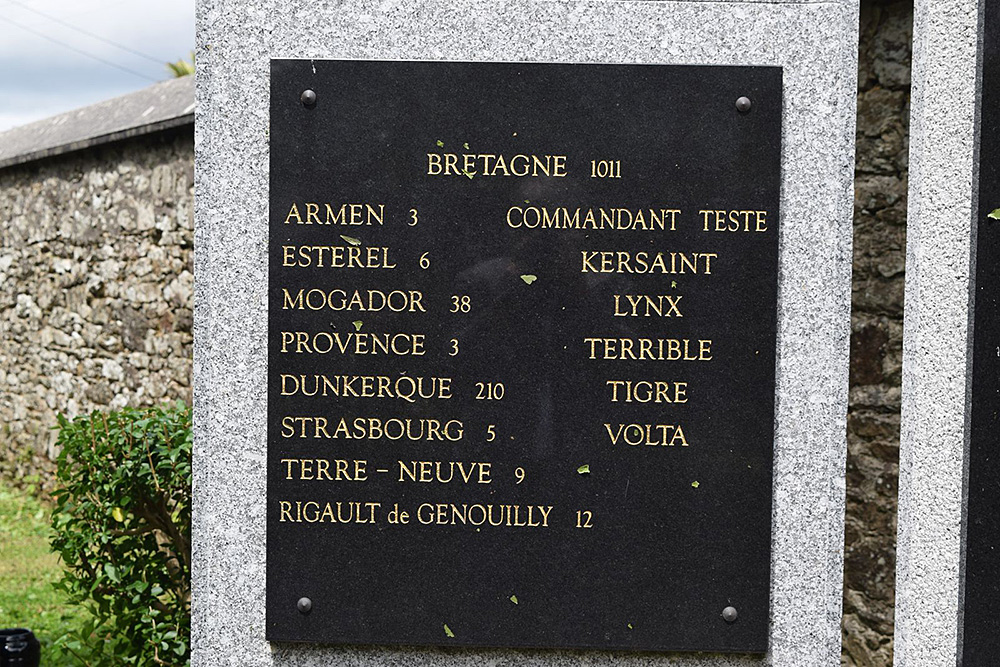 BRETAGNE 1011
ARMEN 3
ESTEREL 6
MOGADOR 38
PROVENCE 3
DUNKERQUE 210
STRASBOURG 5
TERRE - NEUVE 9
RIGAULT de GENOUILLY 12
COMMANDANT TESTE
KERSAINT
LYNX
TERRIBLE
TIGRE
VOLTA